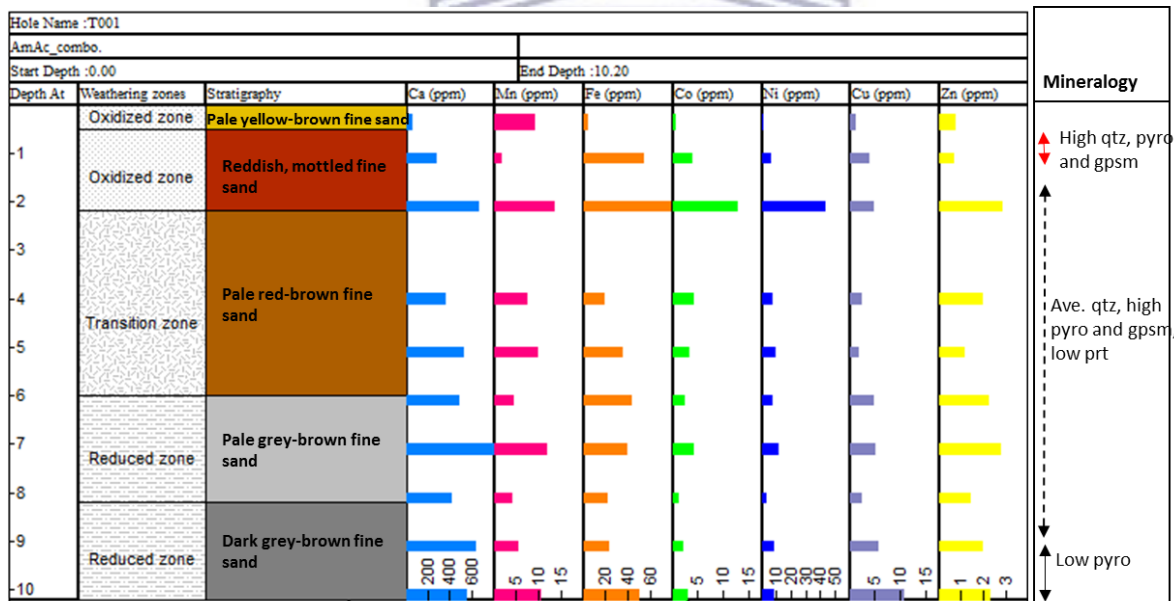 Hole Name :T001
AmAc_combo.
Start Depth :0.00 End Depth :10.20
Depth At Weathering zones Stratigraphy Ca (ppm) Mn (ppm) Fe (ppm) Co (ppm) Ni (ppm) Cu (ppm) Zn (ppm)
Mineralogy
Oxidized zone Pale yellow-brown fine sand
-1
Oxidized zone
Reddish, mottled fine
sand
High qtz, pyro
and gpsm
-2
-3
-4
Transition zone
Pale red-brown fine
sand
Ave. qtz, high
pyro and gpsm,
low prt
-5
-6
-7
Reduced zone
Pale grey-brown fine
sand
-8
-9
Reduced zone
Dark grey-brown fine
sand
Low pyro
-10
200 400 600 5 10 15 20 40 60 5 10 15 10 20 30 40 50 5 10 15 1 2 3